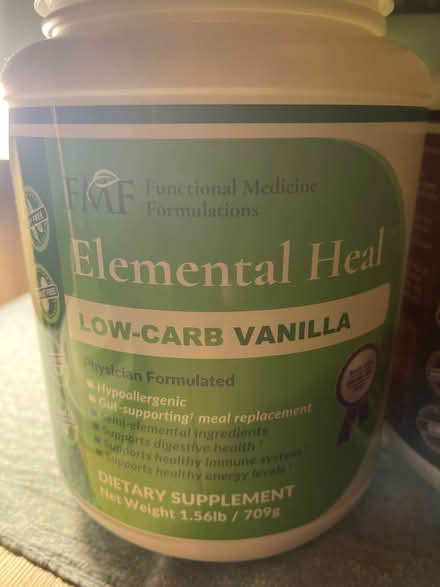 FMF Functional Medicine
Formulations
Elemental Heal
LOW-CARB VANILLA
Physician Formulated
Hypoallergenic
Gut-supporting† meal replacement
Semi-elemental ingredients
Supports digestive health†
Supports healthy immune system
Supports healthy energy levels
DIETARY SUPPLEMENT
Net Weight 1.56lb / 709g